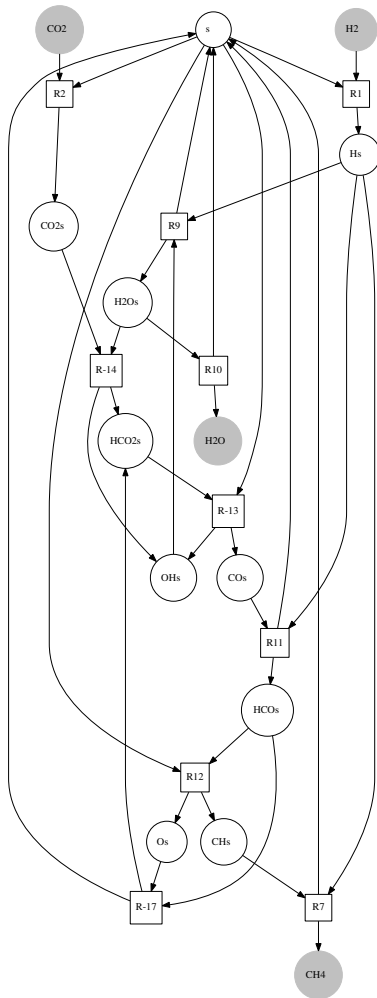 CO2
s
H2
R2
R1
Hs
CO2s
R9
H2Os
R-14
R10
HCO2s
H2O
R-13
OHs
COs
R11
HCOs
R12
Os
CHs
R-17
R7
CH4